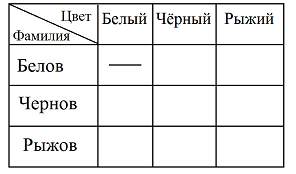 Цвет Белый Чёрный Рыжий
Фамилия
Белов —
Чернов
Рыжов